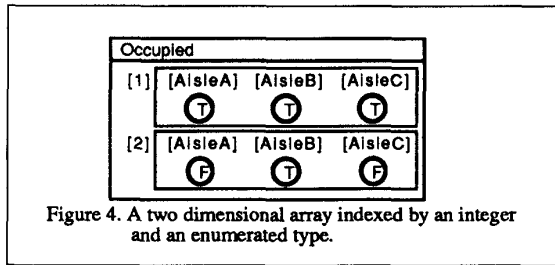 Occupied
[1] [AisleA] [AisleB] [AisleC]
T T T
[2] [AisleA] [AisleB] [AisleC]
F T F
Figure 4. A two dimensional array indexed by an integer
and an enumerated type.